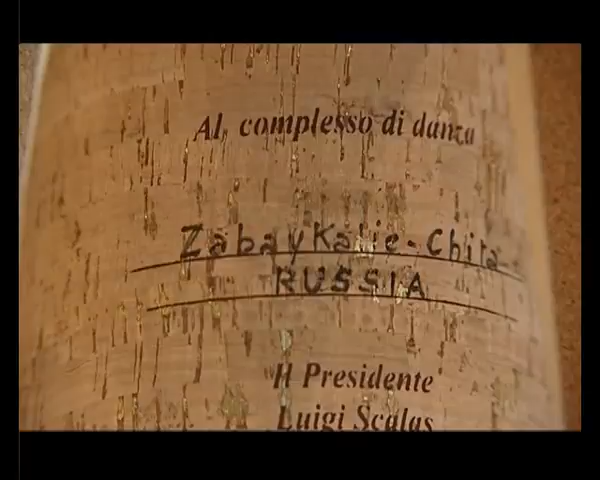 Al complesso di danza
Zabaykalie-Chita
RUSSIA
Il Presidente
Luigi Scalas